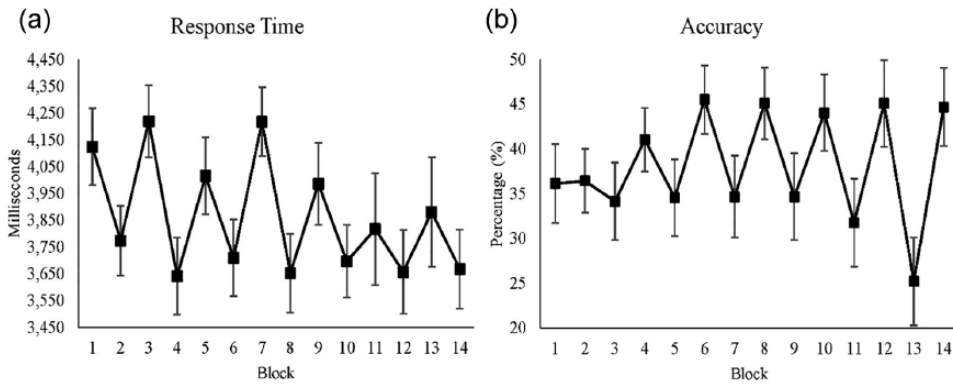 (a)
Response Time
4,450
4,350
4,250
4,150
4,050
3,950
3,850
3,750
3,650
3,550
3,450
Milliseconds
1 2 3 4 5 6 7 8 9 10 11 12 13 14
Block
(b)
Accuracy
50
45
40
35
30
25
20
Percentage (%)
1 2 3 4 5 6 7 8 9 10 11 12 13 14
Block